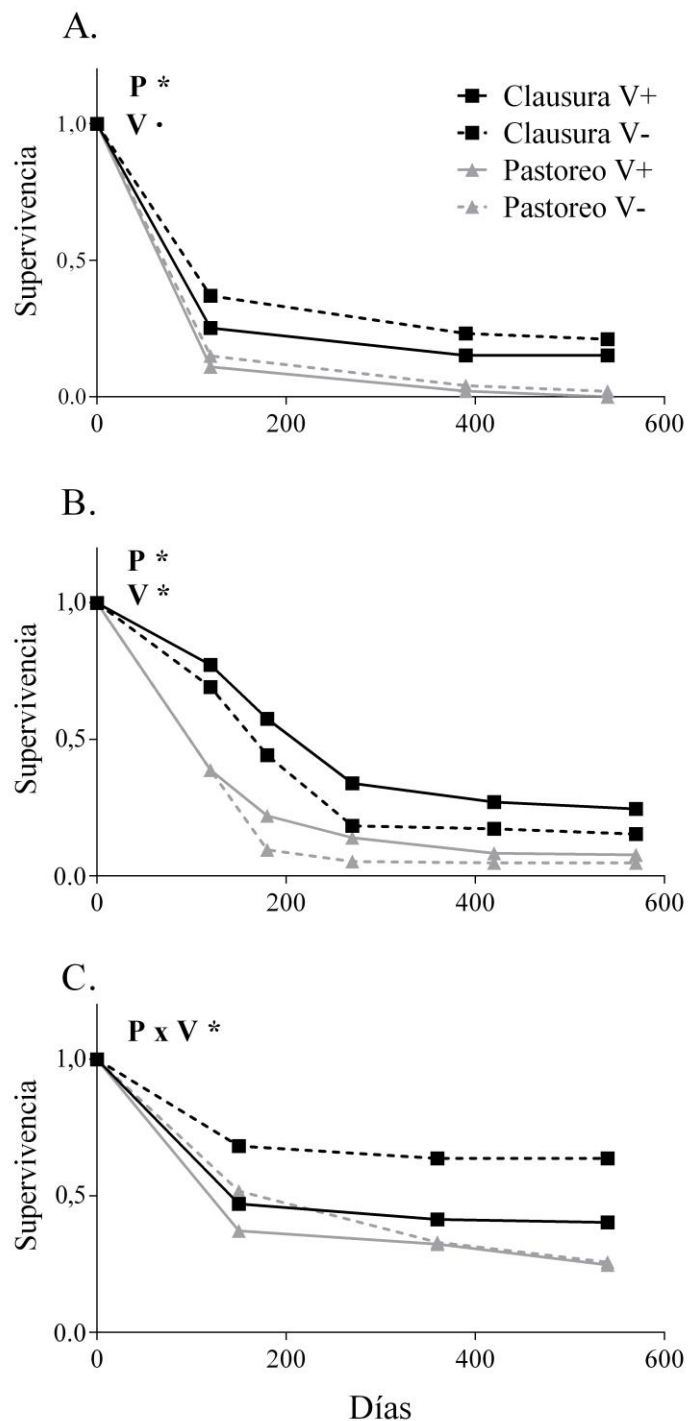 A.
P *
V ·
Clausura V+
Clausura V-
Pastoreo V+
Pastoreo V-
Supervivencia
1,0
0,5
0.0
0 200 400 600
B.
P *
V *
Supervivencia
1,0
0,5
0.0
0 200 400 600
C.
P x V *
Supervivencia
1,0
0,5
0.0
0 200 400 600
Días